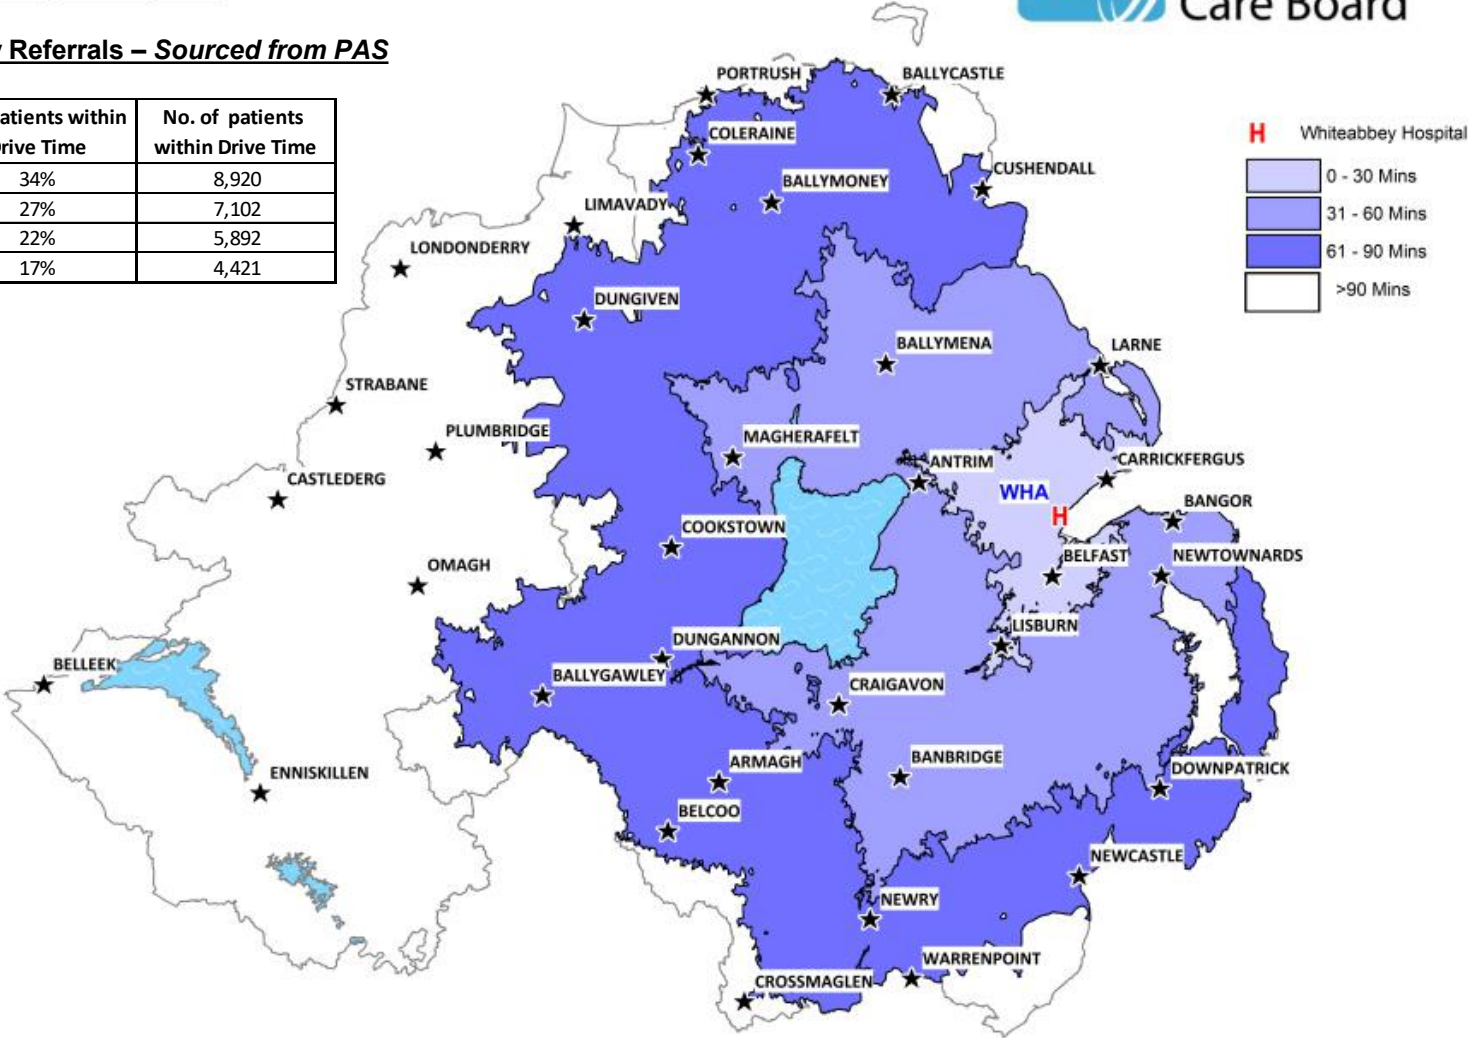 Care Board
Referrals – Sourced from PAS
within
No. of patients
within Drive Time
34%
8,920
27%
7,102
22%
5,892
17%
4,421
H Whiteabbey Hospital
0 - 30 Mins
31 - 60 Mins
61 - 90 Mins
>90 Mins
PORTRUSH
BALLYCASTLE
COLERAINE
CUSHENDALL
BALLYMONEY
LIMAVADY
LONDONDERRY
DUNGIVEN
BALLYMENA
LARNE
STRABANE
PLUMBRIDGE
MAGHERAFELT
ANTRIM
CARRICKFERGUS
CASTLEDERG
WHA
H
BANGOR
COOKSTOWN
BELFAST
NEWTOWNARDS
OMAGH
LISBURN
DUNGANNON
BELLEEK
BALLYGAWLEY
CRAIGAVON
ARMAGH
BANBRIDGE
DOWNPATRICK
ENNISKILLEN
BELCOO
NEWCASTLE
NEWRY
WARRENPOINT
CROSSMAGLEN